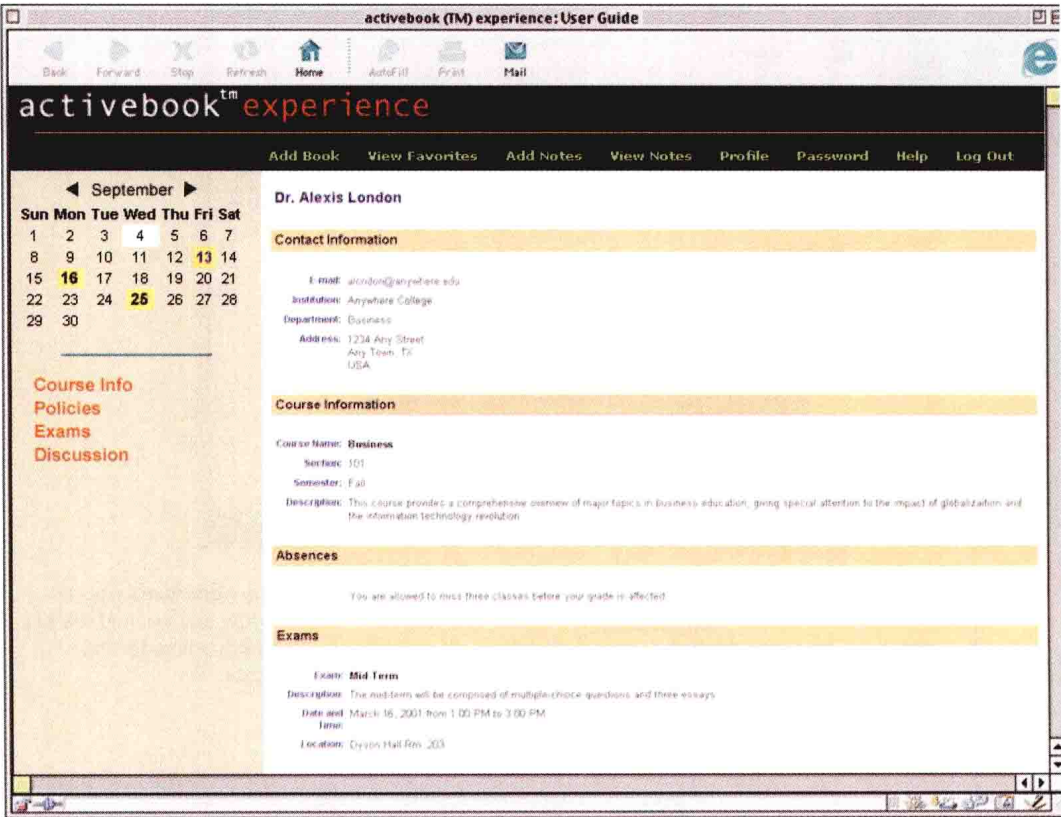 activebook (TM) experience: User Guide
Back Forward Stop Refresh Home AutoFill Print Mail
activebook™ experience
Add Book View Favorites Add Notes View Notes Profile Password Help Log Out
September
Sun Mon Tue Wed Thu Fri Sat
1 2 3 4 5 6 7
8 9 10 11 12 13 14
15 16 17 18 19 20 21
22 23 24 25 26 27 28
29 30
Course Info
Policies
Exams
Discussion
Dr. Alexis London
Contact Information
E-mail: alondon@anywhere.edu
Institution: Anywhere College
Department: Business
Address: 1234 Any Street
Any Town, TX
USA
Course Information
Course Name: Business
Section: 101
Semester: Fall
Description: This course provides a comprehensive overview of major topics in business education, giving special attention to the impact of globalization and
the information technology revolution
Absences
You are allowed to miss three classes before your grade is affected
Exams
Exam: Mid Term
Description: The mid-term will be composed of multiple-choice questions and three essays
Date and Time: March 16, 2001 from 1:00 PM to 3:00 PM
Location: Dyson Hall Rm. 203